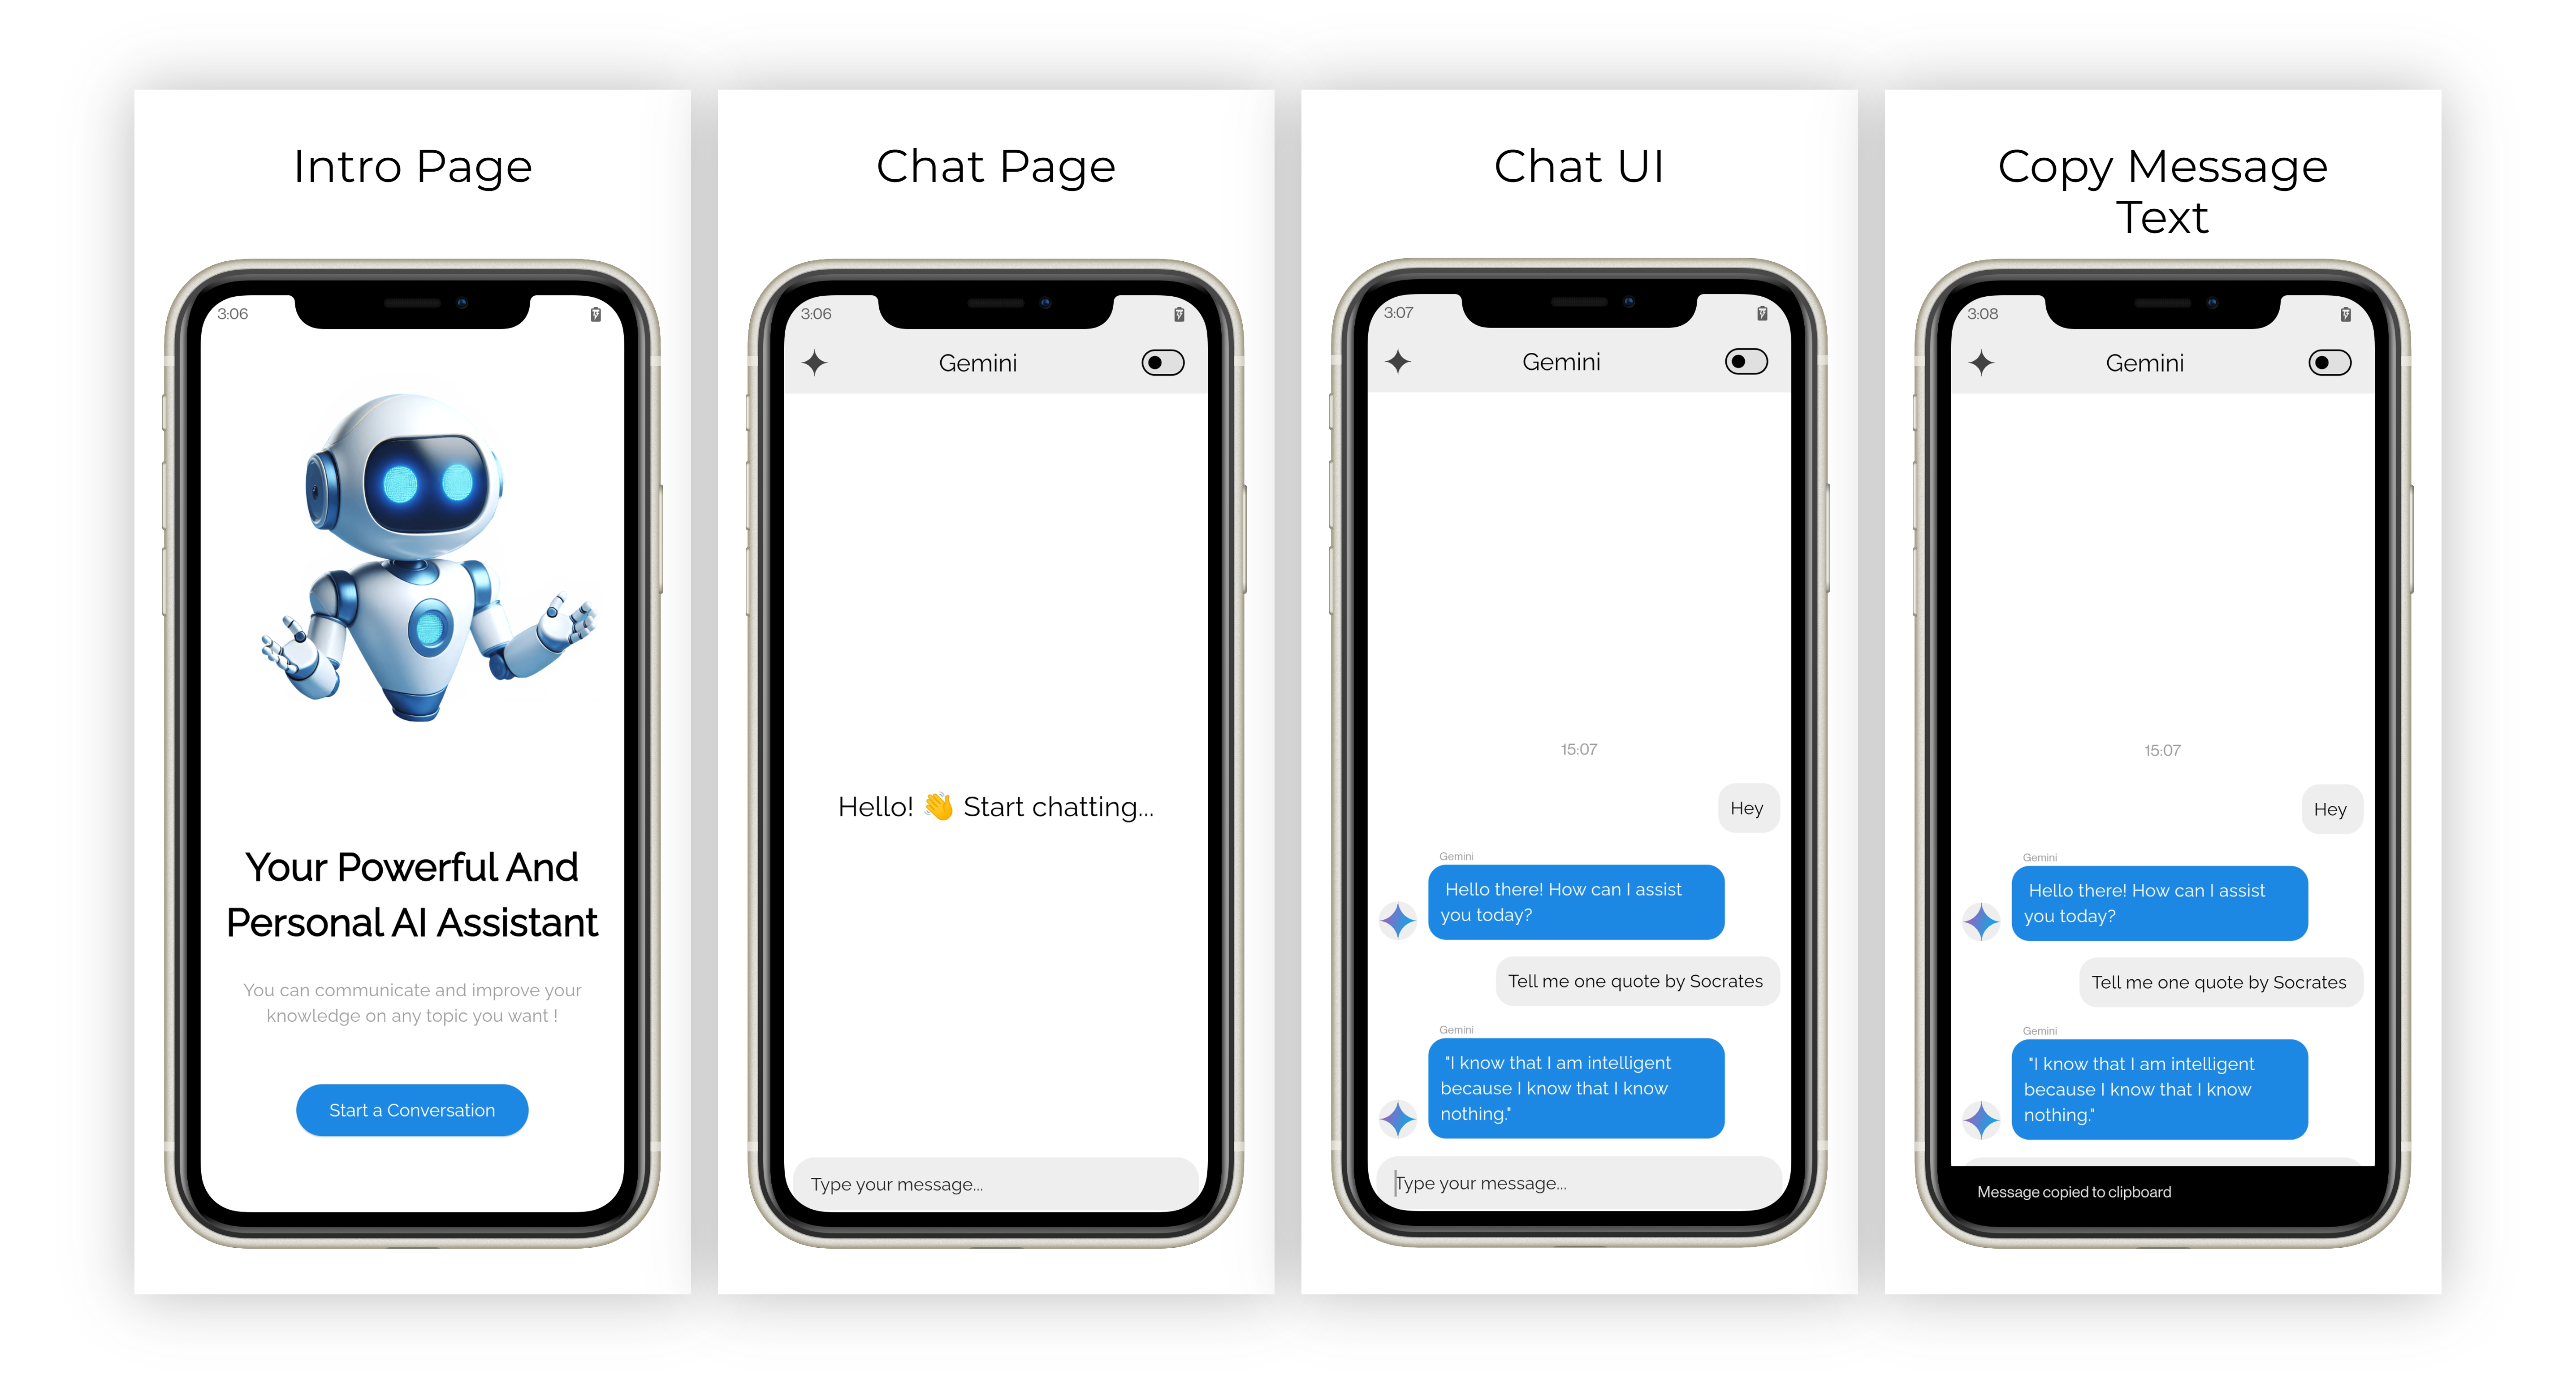 Intro Page
3:06
Your Powerful And
Personal AI Assistant
You can communicate and improve your
knowledge on any topic you want !
Start a Conversation
Chat Page
3:06
Gemini
Hello! 👋 Start chatting...
Type your message...
Chat UI
3:07
Gemini
15:07
Hey
Gemini
Hello there! How can I assist
you today?
Tell me one quote by Socrates
Gemini
"I know that I am intelligent
because I know that I know
nothing."
Type your message...
Copy Message
Text
3:08
Gemini
15:07
Hey
Gemini
Hello there! How can I assist
you today?
Tell me one quote by Socrates
Gemini
"I know that I am intelligent
because I know that I know
nothing."
Message copied to clipboard